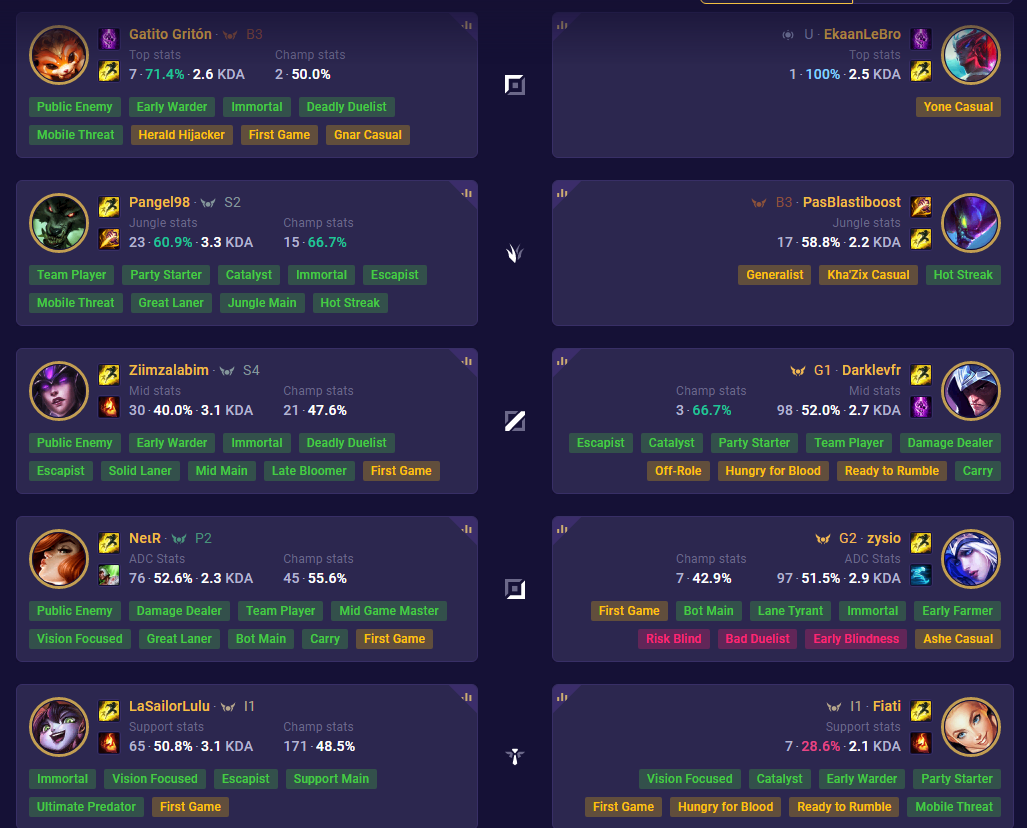 Gatito Gritón · B3
Top stats Champ stats
7 · 71.4% · 2.6 KDA 2 · 50.0%
Public Enemy Early Warder Immortal Deadly Duelist
Mobile Threat Herald Hijacker First Game Gnar Casual
U · EkaanLeBro
Top stats
1 · 100% · 2.5 KDA
Yone Casual
Pangel98 · S2
Jungle stats Champ stats
23 · 60.9% · 3.3 KDA 15 · 66.7%
Team Player Party Starter Catalyst Immortal Escapist
Mobile Threat Great Laner Jungle Main Hot Streak
B3 · PasBlastiboost
Jungle stats
17 · 58.8% · 2.2 KDA
Generalist Kha'Zix Casual Hot Streak
Ziimzalabim · S4
Mid stats Champ stats
30 · 40.0% · 3.1 KDA 21 · 47.6%
Public Enemy Early Warder Immortal Deadly Duelist
Escapist Solid Laner Mid Main Late Bloomer First Game
G1 · Darklevfr
Champ stats Mid stats
3 · 66.7% 98 · 52.0% · 2.7 KDA
Escapist Catalyst Party Starter Team Player Damage Dealer
Off-Role Hungry for Blood Ready to Rumble Carry
NeιR · P2
ADC Stats Champ stats
76 · 52.6% · 2.3 KDA 45 · 55.6%
Public Enemy Damage Dealer Team Player Mid Game Master
Vision Focused Great Laner Bot Main Carry First Game
G2 · zysio
Champ stats ADC Stats
7 · 42.9% 97 · 51.5% · 2.9 KDA
First Game Bot Main Lane Tyrant Immortal Early Farmer
Risk Blind Bad Duelist Early Blindness Ashe Casual
LaSailorLulu · I1
Support stats Champ stats
65 · 50.8% · 3.1 KDA 171 · 48.5%
Immortal Vision Focused Escapist Support Main
Ultimate Predator First Game
I1 · Fiati
Support stats
7 · 28.6% · 2.1 KDA
Vision Focused Catalyst Early Warder Party Starter
First Game Hungry for Blood Ready to Rumble Mobile Threat